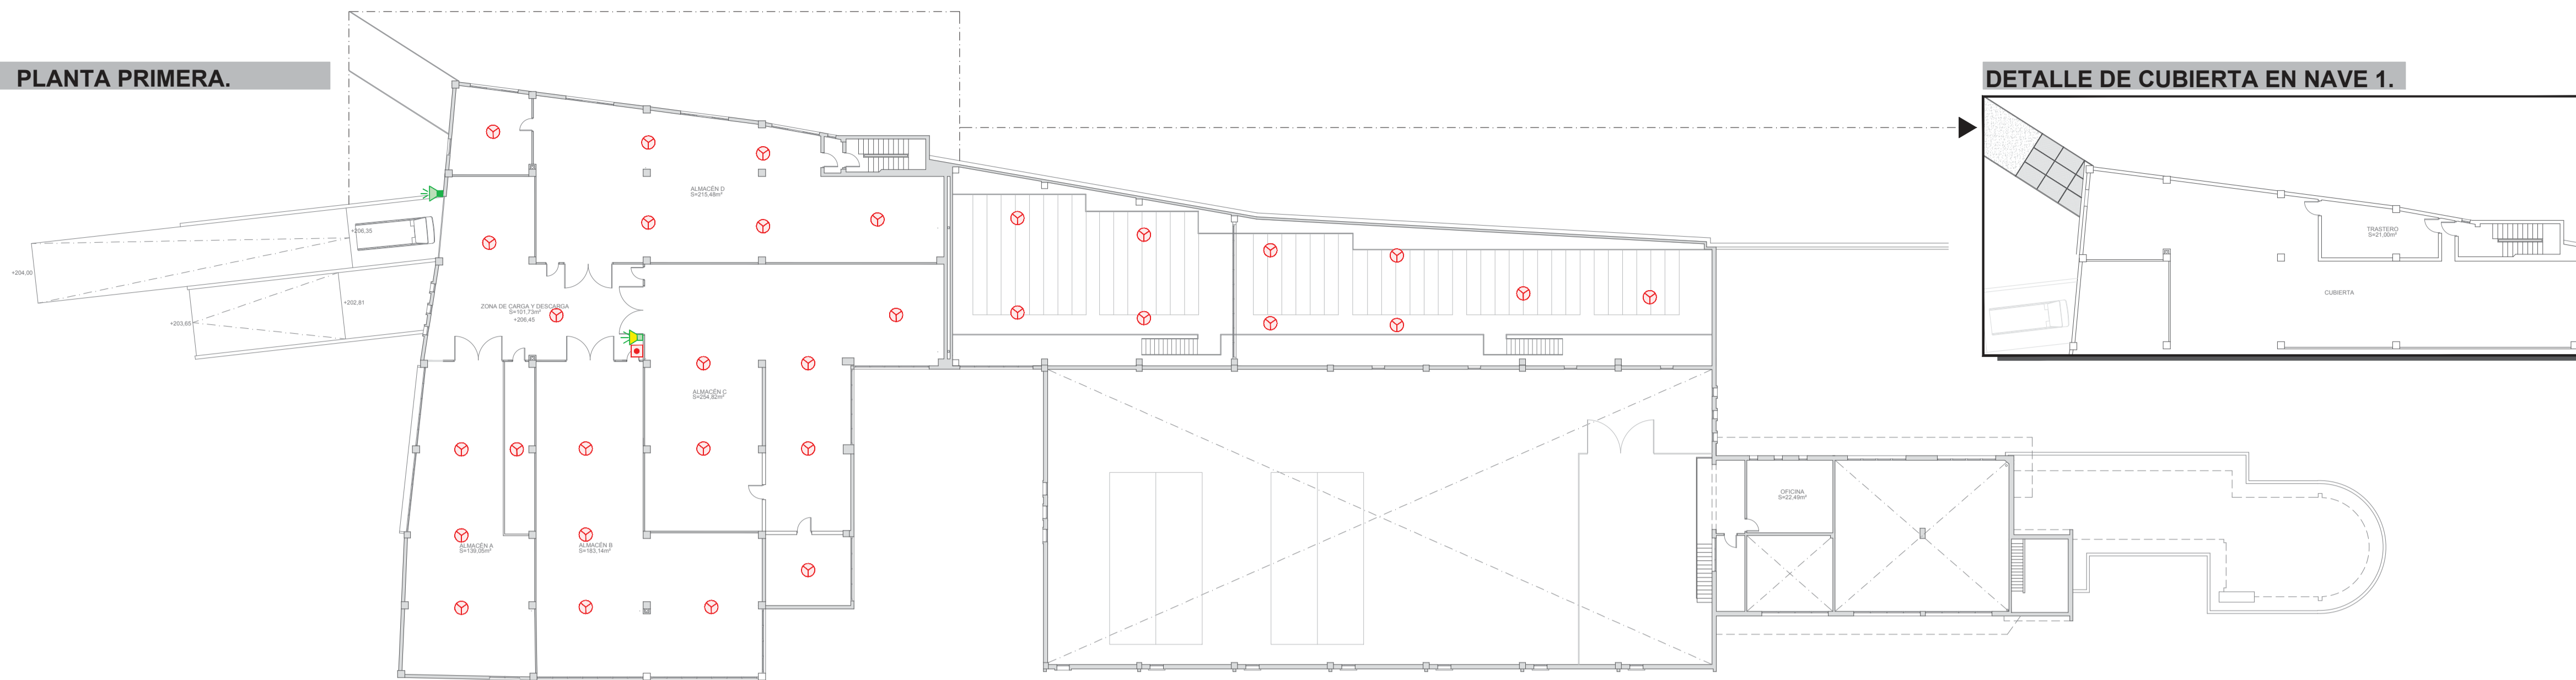 PLANTA PRIMERA.
DETALLE DE CUBIERTA EN NAVE 1.
ALMACÉN D
S=215,48m²
+206,35
TRASTERO
S=21,00m²
+204,00
CUBIERTA
+202,81
ZONA DE CARGA Y DESCARGA
S=101,73m²
+206,45
+203,65
ALMACÉN C
S=254,82m²
OFICINA
S=22,49m²
ALMACÉN A
S=139,05m²
ALMACÉN B
S=183,14m²